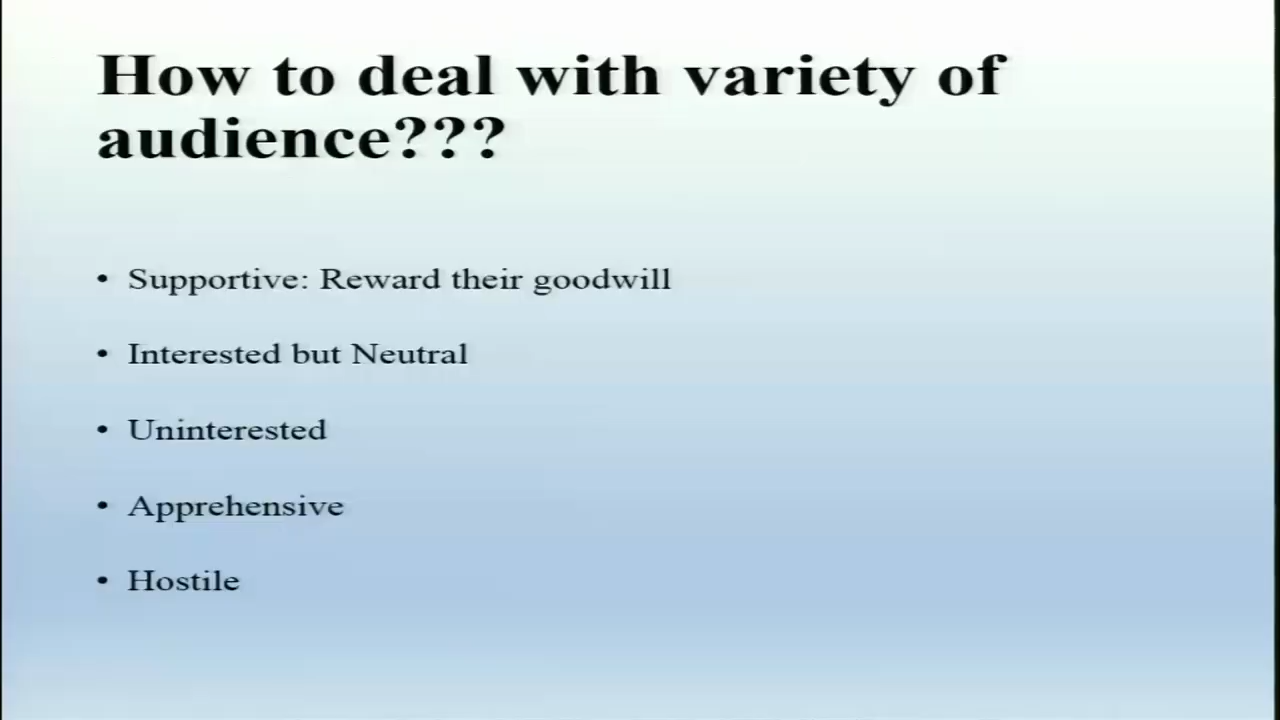 How to deal with variety of
audience???
• Supportive: Reward their goodwill
• Interested but Neutral
• Uninterested
• Apprehensive
• Hostile